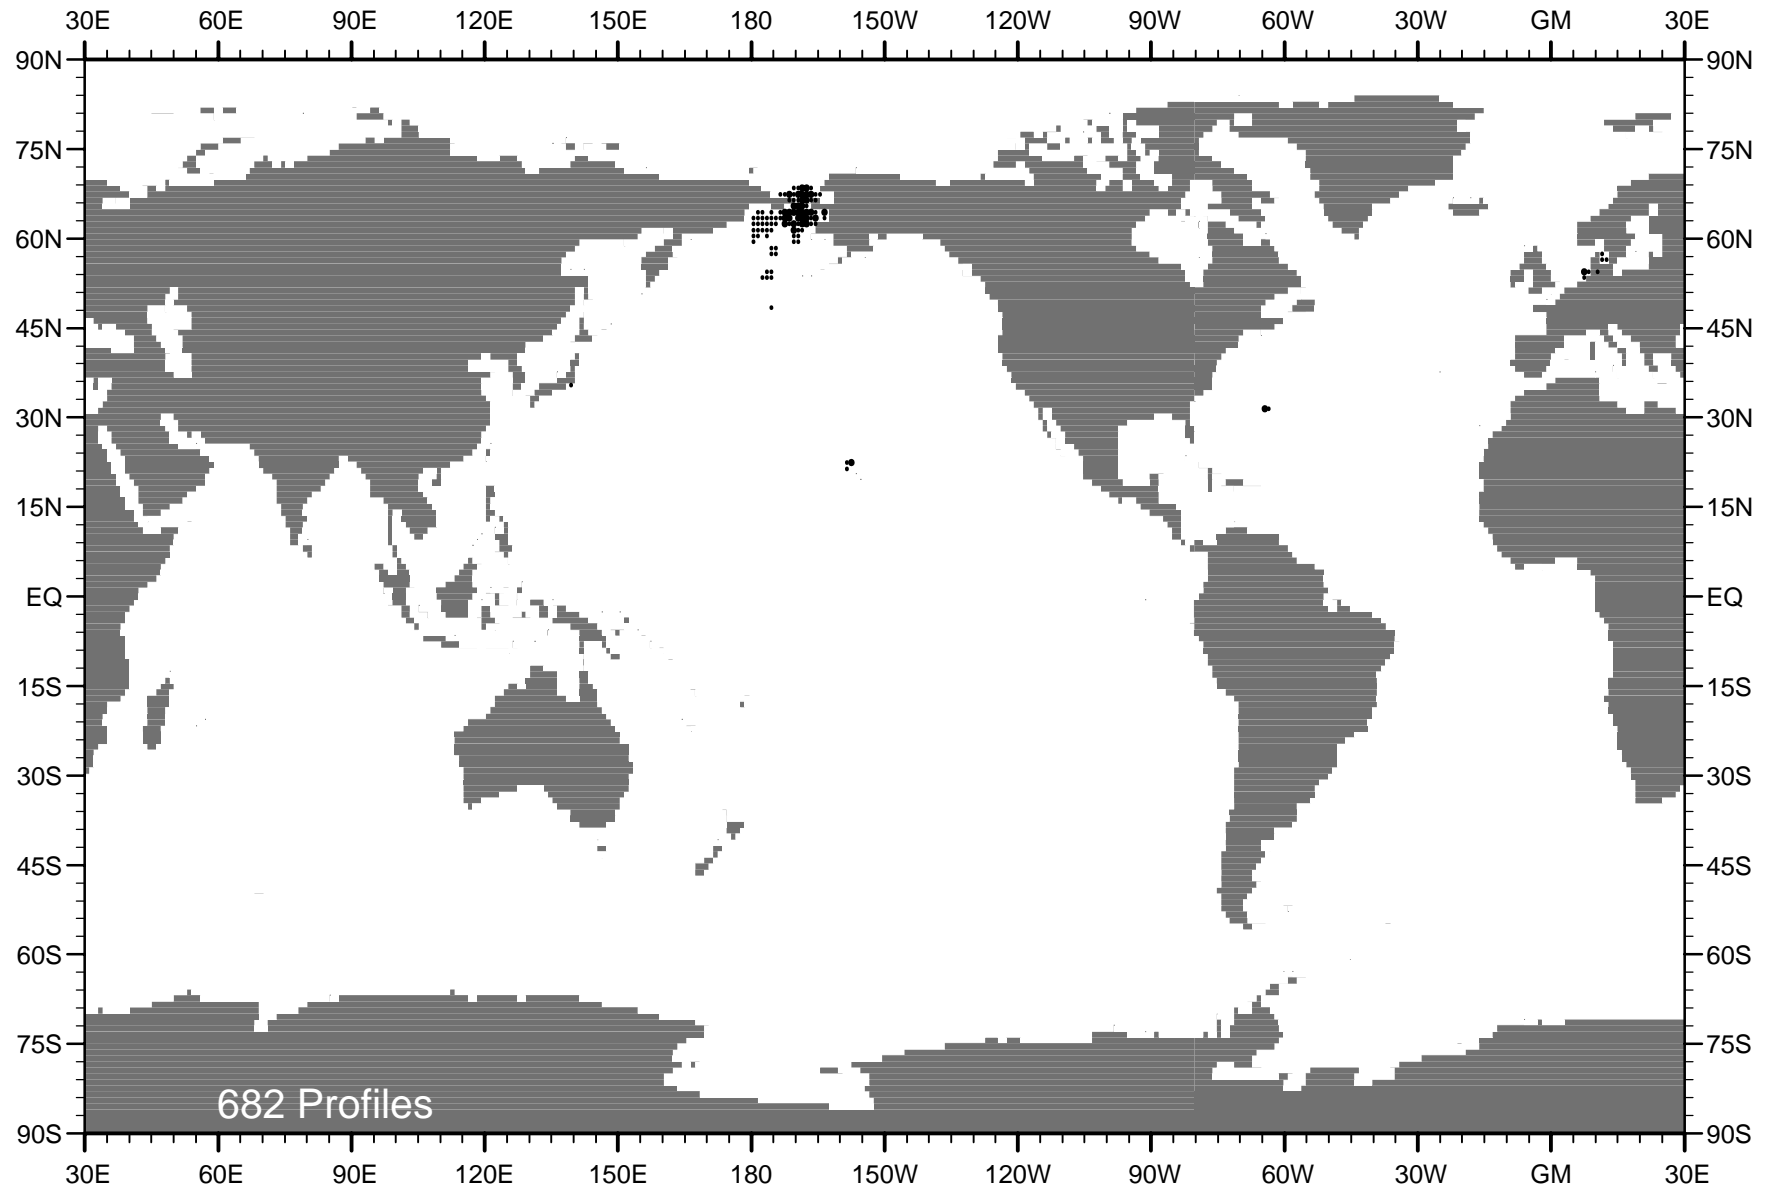 30E 60E 90E 120E 150E 180 150W 120W 90W 60W 30W GM 30E
90N 90N
75N 75N
60N 60N
45N 45N
30N 30N
15N 15N
EQ EQ
15S 15S
30S 30S
45S 45S
60S 60S
75S 75S
682 Profiles
90S 90S
30E 60E 90E 120E 150E 180 150W 120W 90W 60W 30W GM 30E